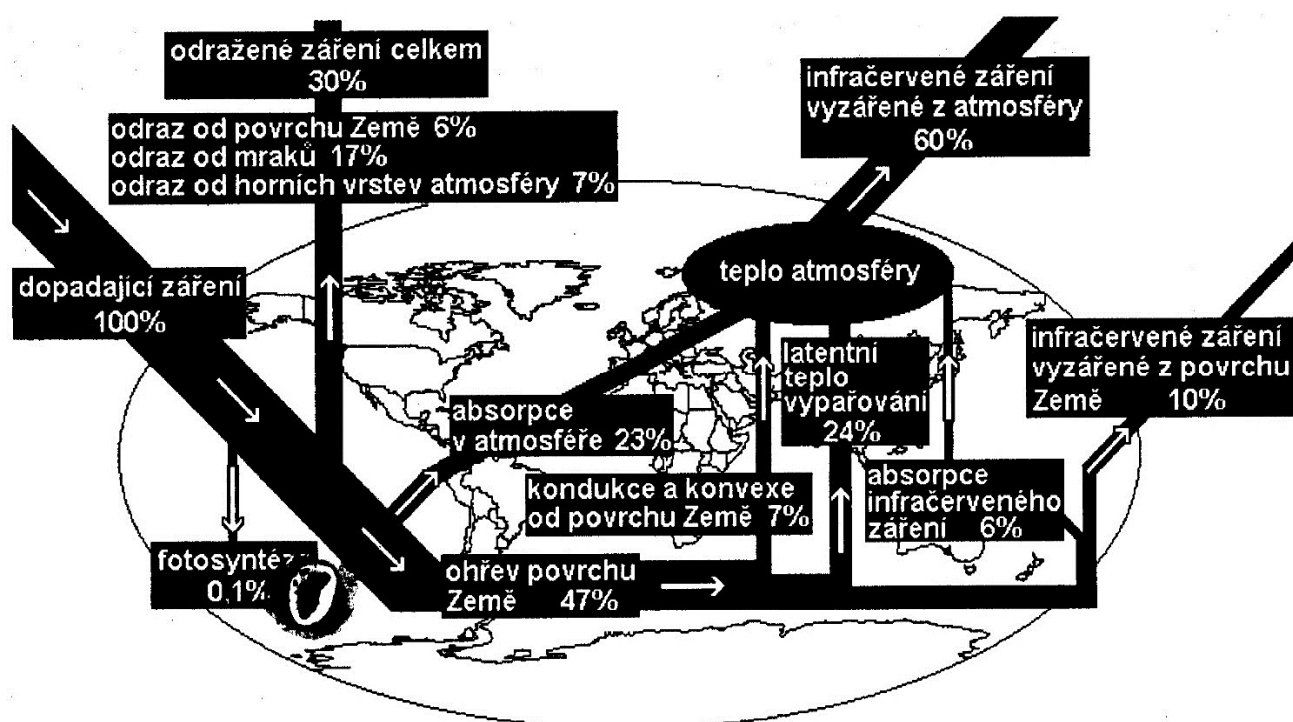 odražené záření celkem
30%
odraz od povrchu Země 6%
odraz od mraků 17%
odraz od horních vrstev atmosféry 7%
infračervené záření
vyzářené z atmosféry
60%
dopadající záření
100%
teplo atmosféry
infračervené záření
vyzářené z povrchu
Země 10%
latentní
teplo
vypařování
24%
absorpce
v atmosféře 23%
kondukce a konvexe
od povrchu Země 7%
absorpce
infračerveného
záření 6%
fotosyntéza
0,1%
ohřev povrchu
Země 47%